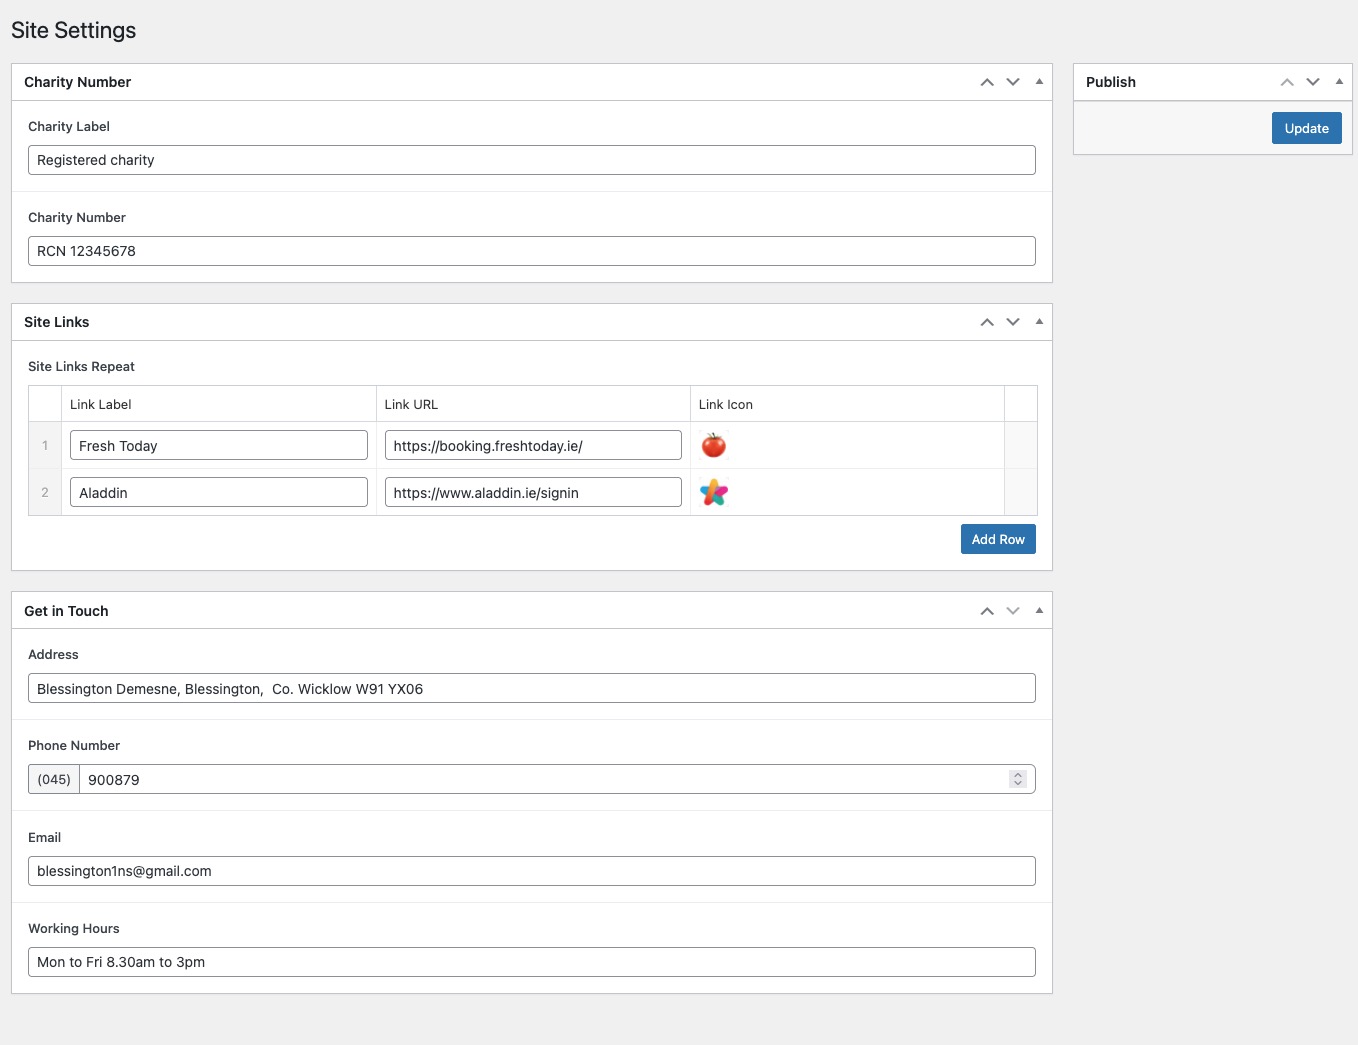 Site Settings
Charity Number
Charity Label
Registered charity
Charity Number
RCN 12345678
Publish
Update
Site Links
Site Links Repeat
Link Label Link URL Link Icon
1 Fresh Today https://booking.freshtoday.ie/
2 Aladdin https://www.aladdin.ie/signin
Add Row
Get in Touch
Address
Blessington Demesne, Blessington,  Co. Wicklow W91 YX06
Phone Number
(045) 900879
Email
blessington1ns@gmail.com
Working Hours
Mon to Fri 8.30am to 3pm